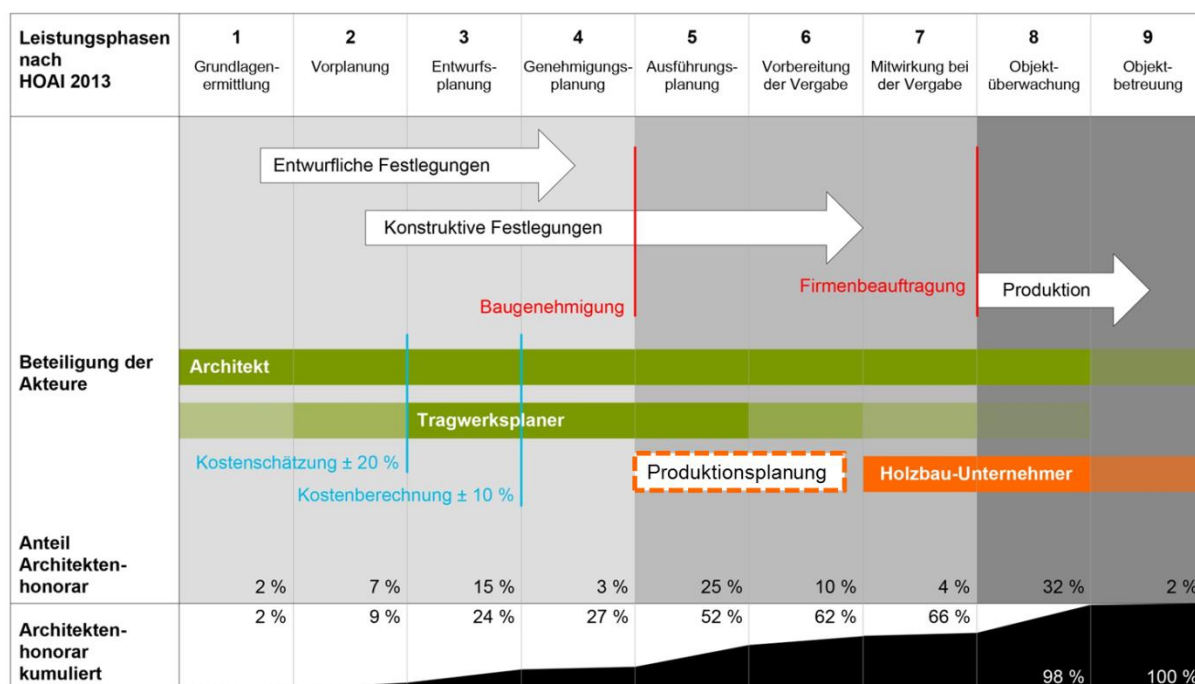 Leistungsphasen
nach
HOAI 2013
1
Grundlagen-
ermittlung
2
Vorplanung
3
Entwurfs-
planung
4
Genehmigungs-
planung
5
Ausführungs-
planung
6
Vorbereitung
der Vergabe
7
Mitwirkung bei
der Vergabe
8
Objekt-
überwachung
9
Objekt-
betreuung
Entwurfliche Festlegungen
Konstruktive Festlegungen
Baugenehmigung
Firmenbeauftragung
Produktion
Beteiligung der
Akteure
Architekt
Tragwerksplaner
Kostenschätzung ± 20 %
Kostenberechnung ± 10 %
Produktionsplanung
Holzbau-Unternehmer
Anteil
Architekten-
honorar
2 % 7 % 15 % 3 % 25 % 10 % 4 % 32 % 2 %
Architekten-
honorar
kumuliert
2 % 9 % 24 % 27 % 52 % 62 % 66 % 98 % 100 %